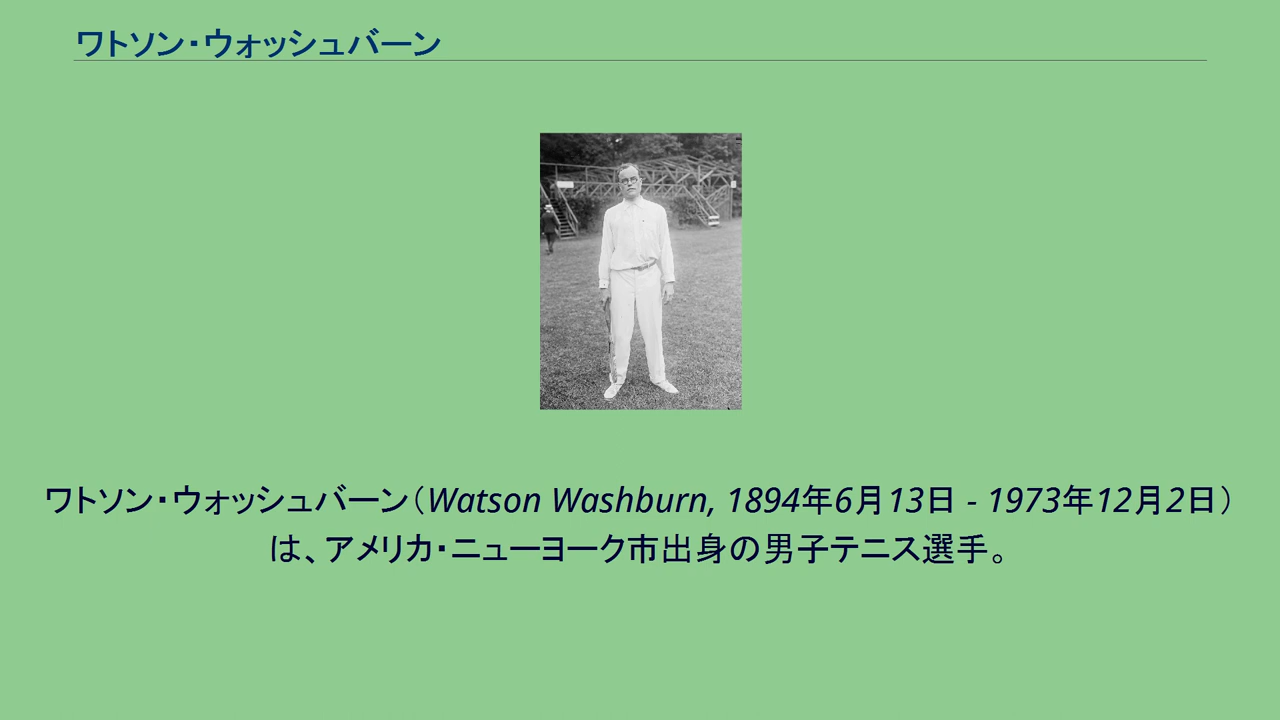 ワトソン・ウォッシュバーン
ワトソン・ウォッシュバーン（Watson Washburn, 1894年6月13日 - 1973年12月2日）
は、アメリカ・ニューヨーク市出身の男子テニス選手。